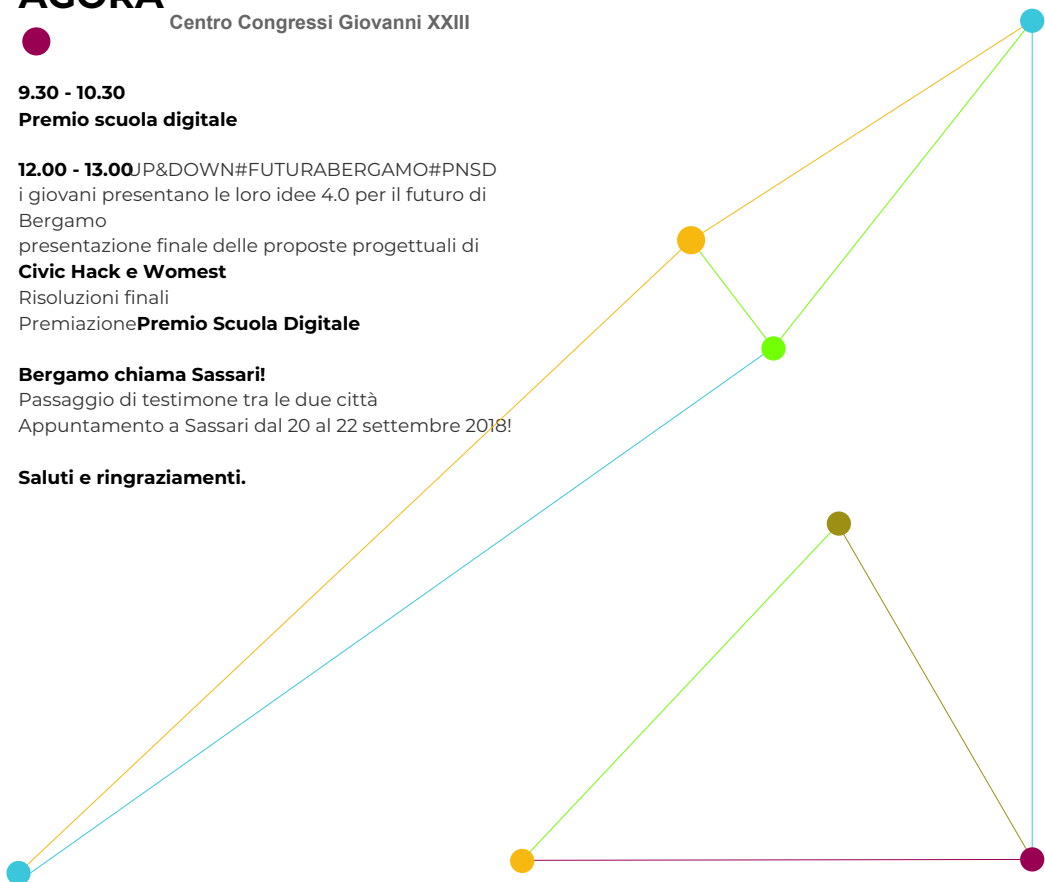 AGORA
Centro Congressi Giovanni XXIII
9.30 - 10.30
Premio scuola digitale
12.00 - 13.00 UP&DOWN#FUTURABERGAMO#PNSD
i giovani presentano le loro idee 4.0 per il futuro di
Bergamo
presentazione finale delle proposte progettuali di
Civic Hack e Womest
Risoluzioni finali
PremiazionePremio Scuola Digitale
Bergamo chiama Sassari!
Passaggio di testimone tra le due città
Appuntamento a Sassari dal 20 al 22 settembre 2018!
Saluti e ringraziamenti.